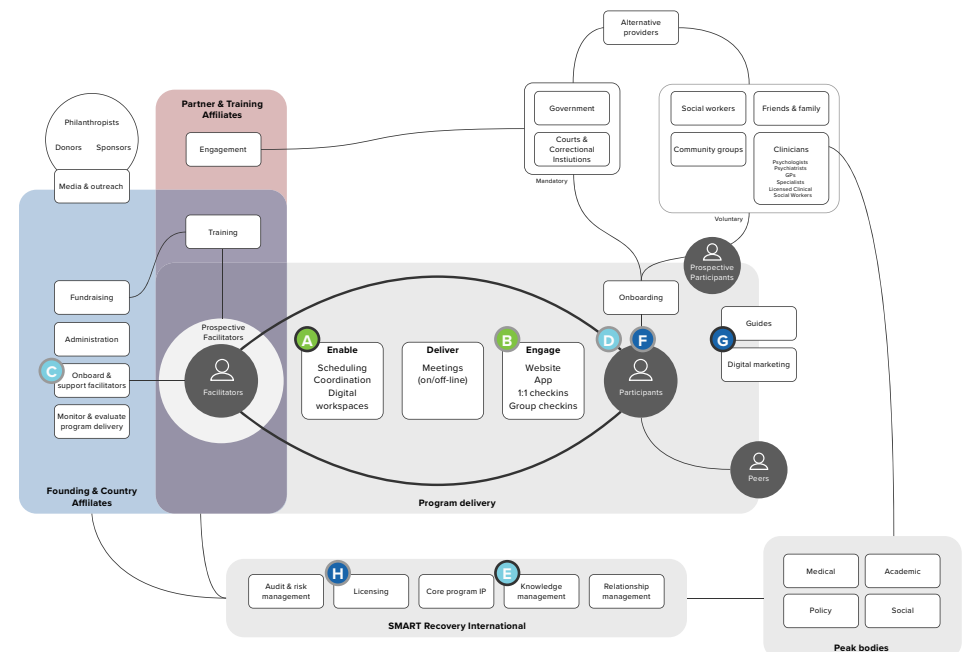 Alternative
providers
Government
Courts &
Correctional
Instiutions
Mandatory
Social workers
Friends & family
Community groups
Clinicians
Psychologists
Psychiatrists
GPs
Specialists
Licensed Clinical
Social Workers
Voluntary
Philanthropists
Donors
Sponsors
Media & outreach
Partner & Training
Affiliates
Engagement
Training
Prospective
Participants
Onboarding
Fundraising
Administration
C
Onboard &
support facilitators
Monitor & evaluate
program delivery
Founding & Country
Affilates
Prospective
Facilitators
Facilitators
A
Enable
Scheduling
Coordination
Digital
workspaces
Deliver
Meetings
(on/off-line)
B
Engage
Website
App
1:1 checkins
Group checkins
D
F
Participants
G
Guides
Digital marketing
Peers
Program delivery
Audit & risk
management
H
Licensing
Core program IP
E
Knowledge
management
Relationship
management
SMART Recovery International
Medical
Academic
Policy
Social
Peak bodies